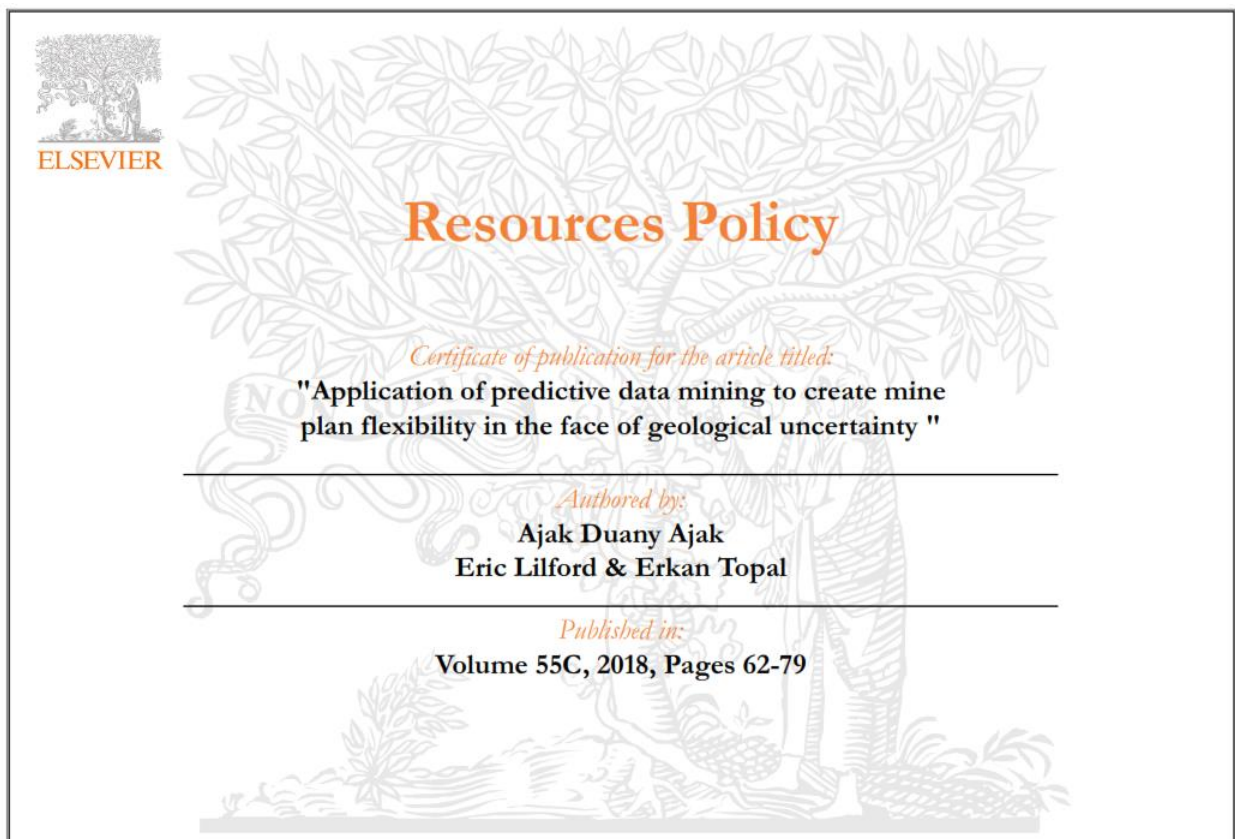 ELSEVIER
Resources Policy
Certificate of publication for the article titled:
"Application of predictive data mining to create mine
plan flexibility in the face of geological uncertainty "
NON SOLUS
Authored by:
Ajak Duany Ajak
Eric Lilford & Erkan Topal
Published in:
Volume 55C, 2018, Pages 62-79